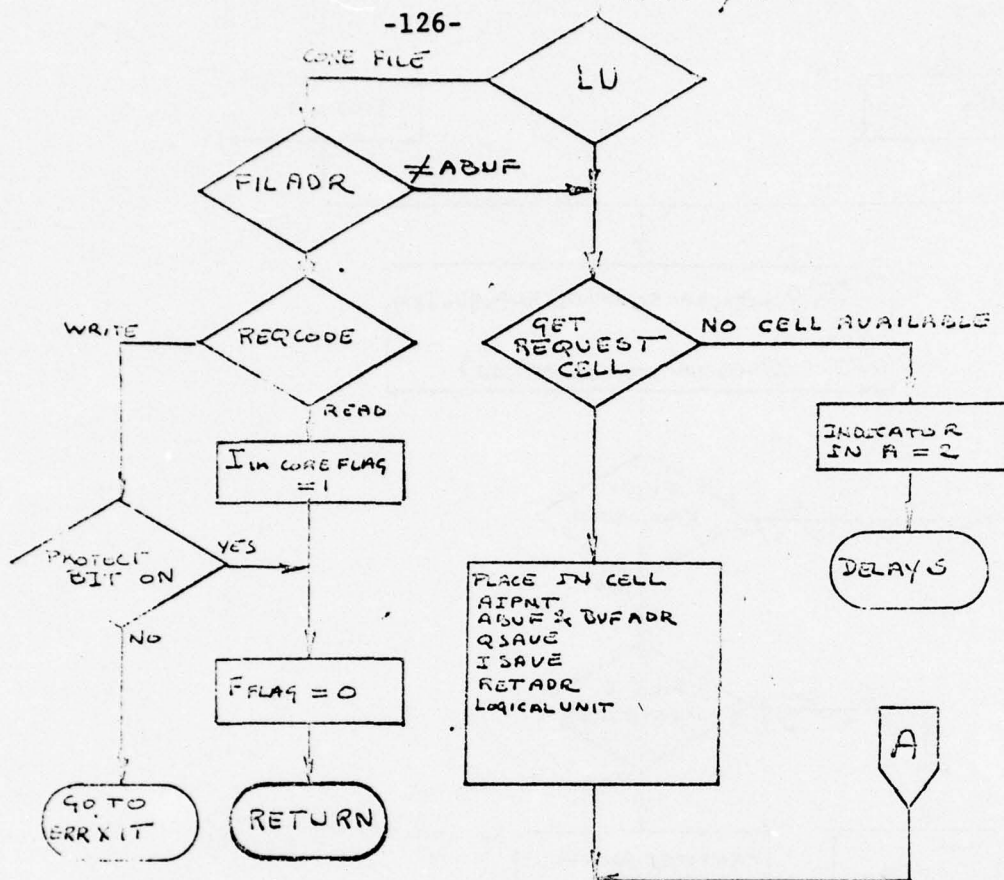 -126-
CORE FILE
LU
FILADR
≠ABUF
WRITE
REQCODE
READ
GET
REQUEST
CELL
NO CELL AVAILABLE
I IN CORE FLAG
=1
INDICATOR
IN A = 2
PROTECT
BIT ON
YES
NO
DELAYS
PLACE IN CELL
AIPNT
ABUF & BUFADR
QSAVE
ISAVE
RETADR
LOGICAL UNIT
FFLAG = 0
A
GO TO
ERRXIT
RETURN